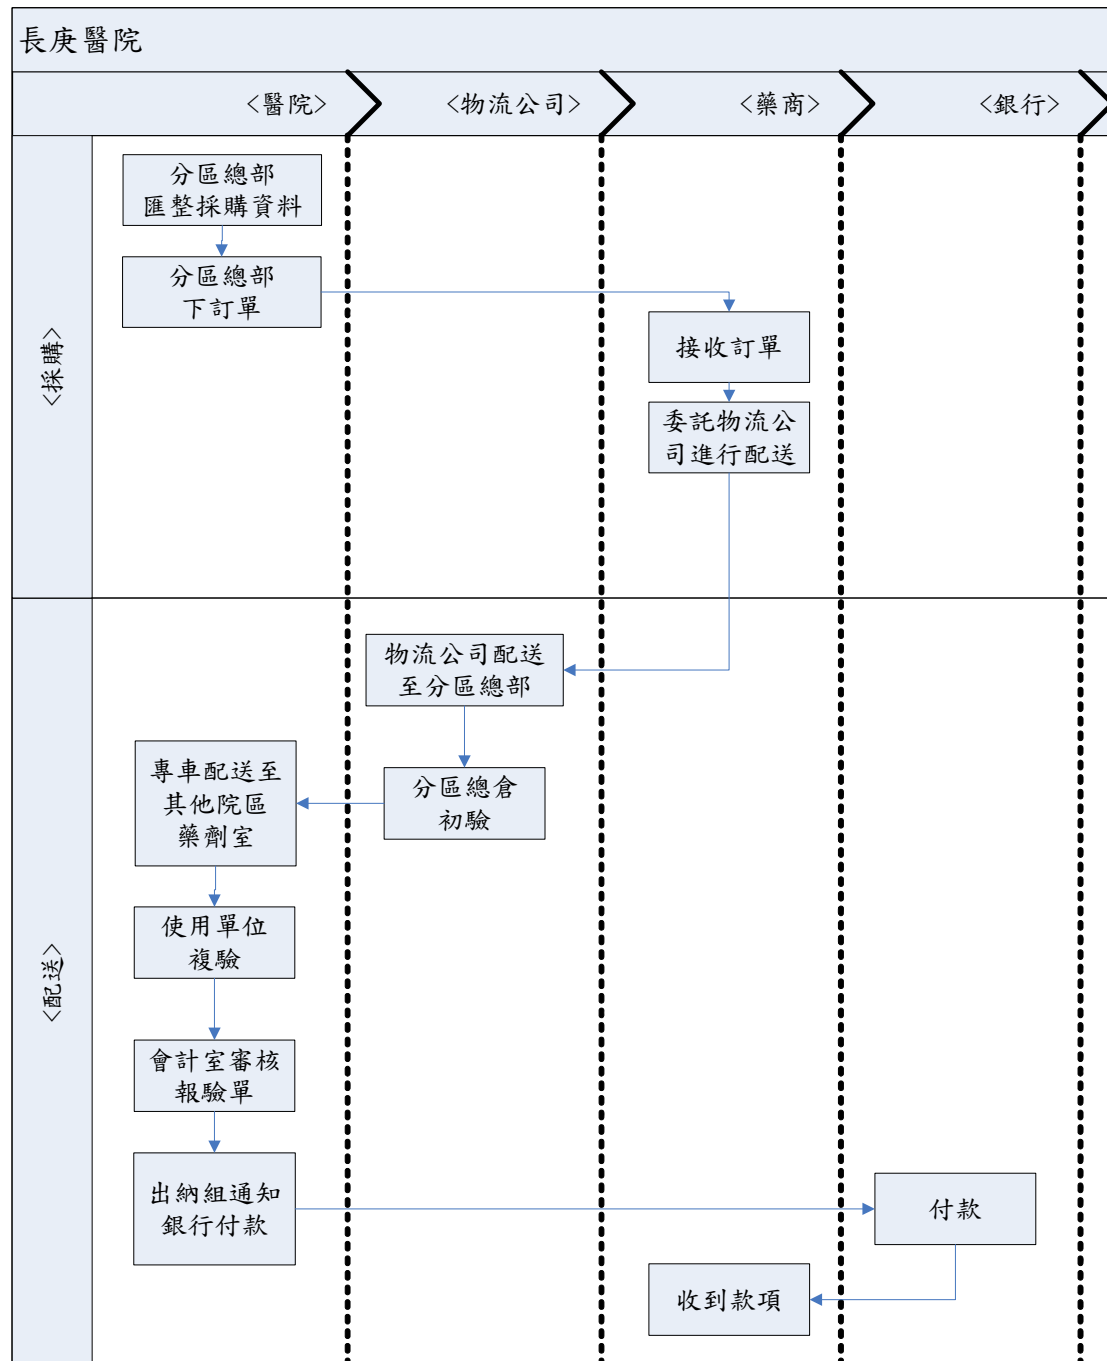 長庚醫院
<醫院>
<物流公司>
<藥商>
<銀行>
<採購>
分區總部
匯整採購資料
分區總部
下訂單
接收訂單
委託物流公
司進行配送
<配送>
物流公司配送
至分區總部
分區總倉
初驗
專車配送至
其他院區
藥劑室
使用單位
複驗
會計室審核
報驗單
出納組通知
銀行付款
付款
收到款項